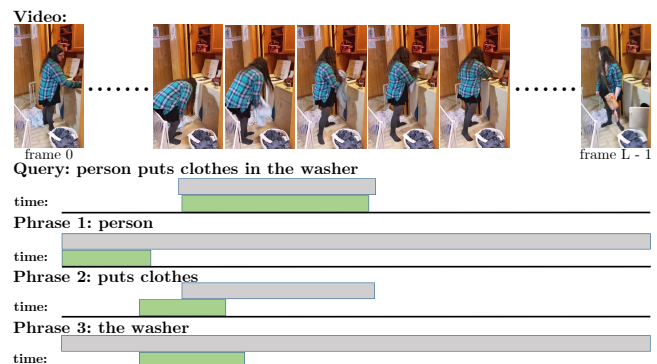 Video:
frame 0
frame L - 1
Query: person puts clothes in the washer
time:
Phrase 1: person
time:
Phrase 2: puts clothes
time:
Phrase 3: the washer
time: